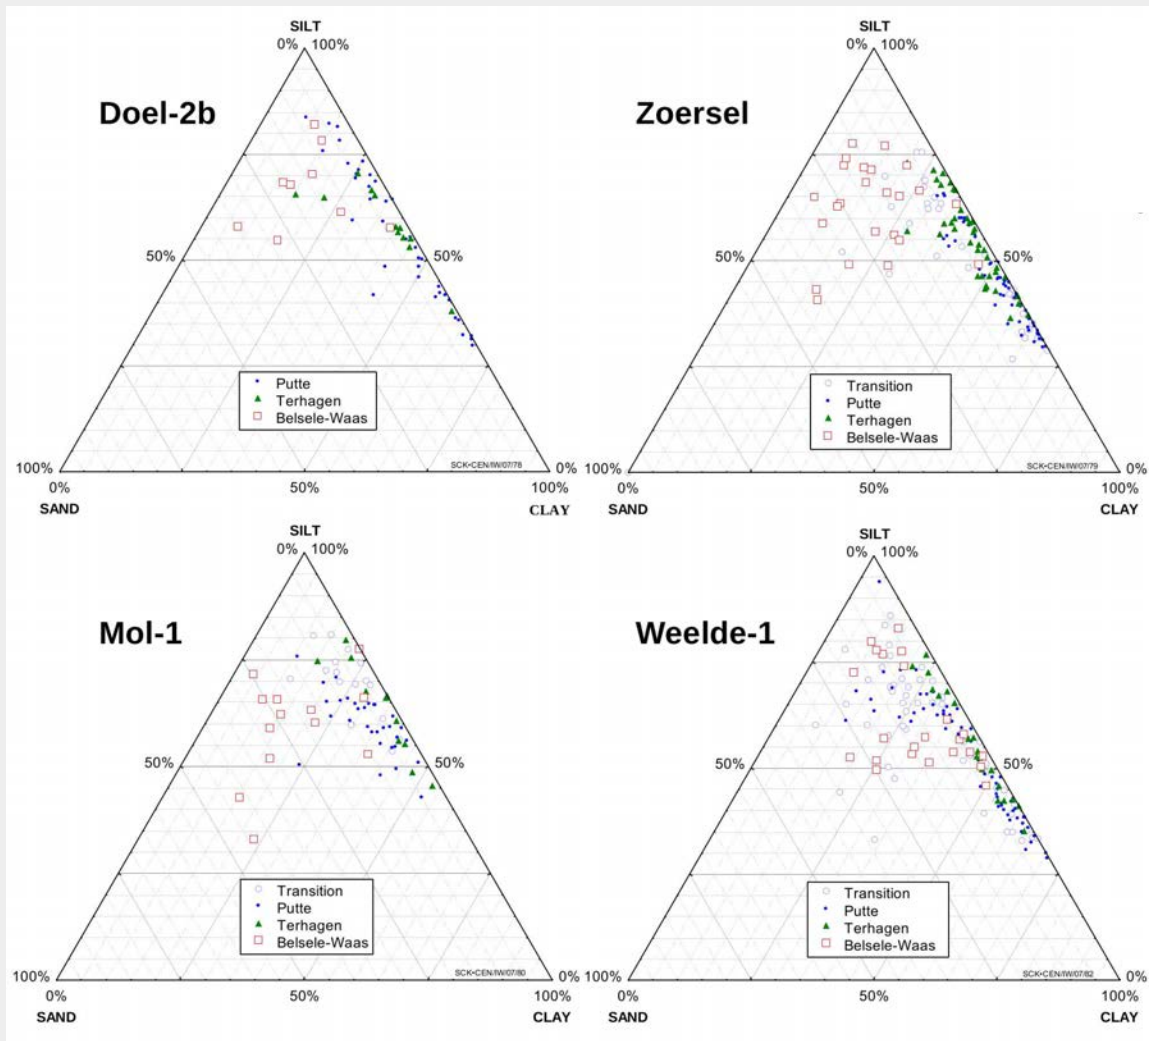 SILT
0% 100%
Doel-2b
50% 50%
Putte
Terhagen
Belsele-Waas
SCK•CEN/IW/07/78
100% 0%
0% 50% 100%
SAND CLAY
SILT
0% 100%
Zoersel
50% 50%
Transition
Putte
Terhagen
Belsele-Waas
SCK•CEN/IW/07/79
100% 0%
0% 50% 100%
SAND CLAY
SILT
0% 100%
Mol-1
50% 50%
Transition
Putte
Terhagen
Belsele-Waas
SCK•CEN/IW/07/80
100% 0%
0% 50% 100%
SAND CLAY
SILT
0% 100%
Weelde-1
50% 50%
Transition
Putte
Terhagen
Belsele-Waas
SCK•CEN/IW/07/82
100% 0%
0% 50% 100%
SAND CLAY